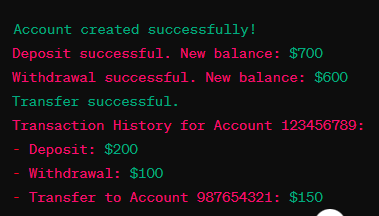 Account created successfully!
Deposit successful. New balance: $700
Withdrawal successful. New balance: $600
Transfer successful.
Transaction History for Account 123456789:
- Deposit: $200
- Withdrawal: $100
- Transfer to Account 987654321: $150